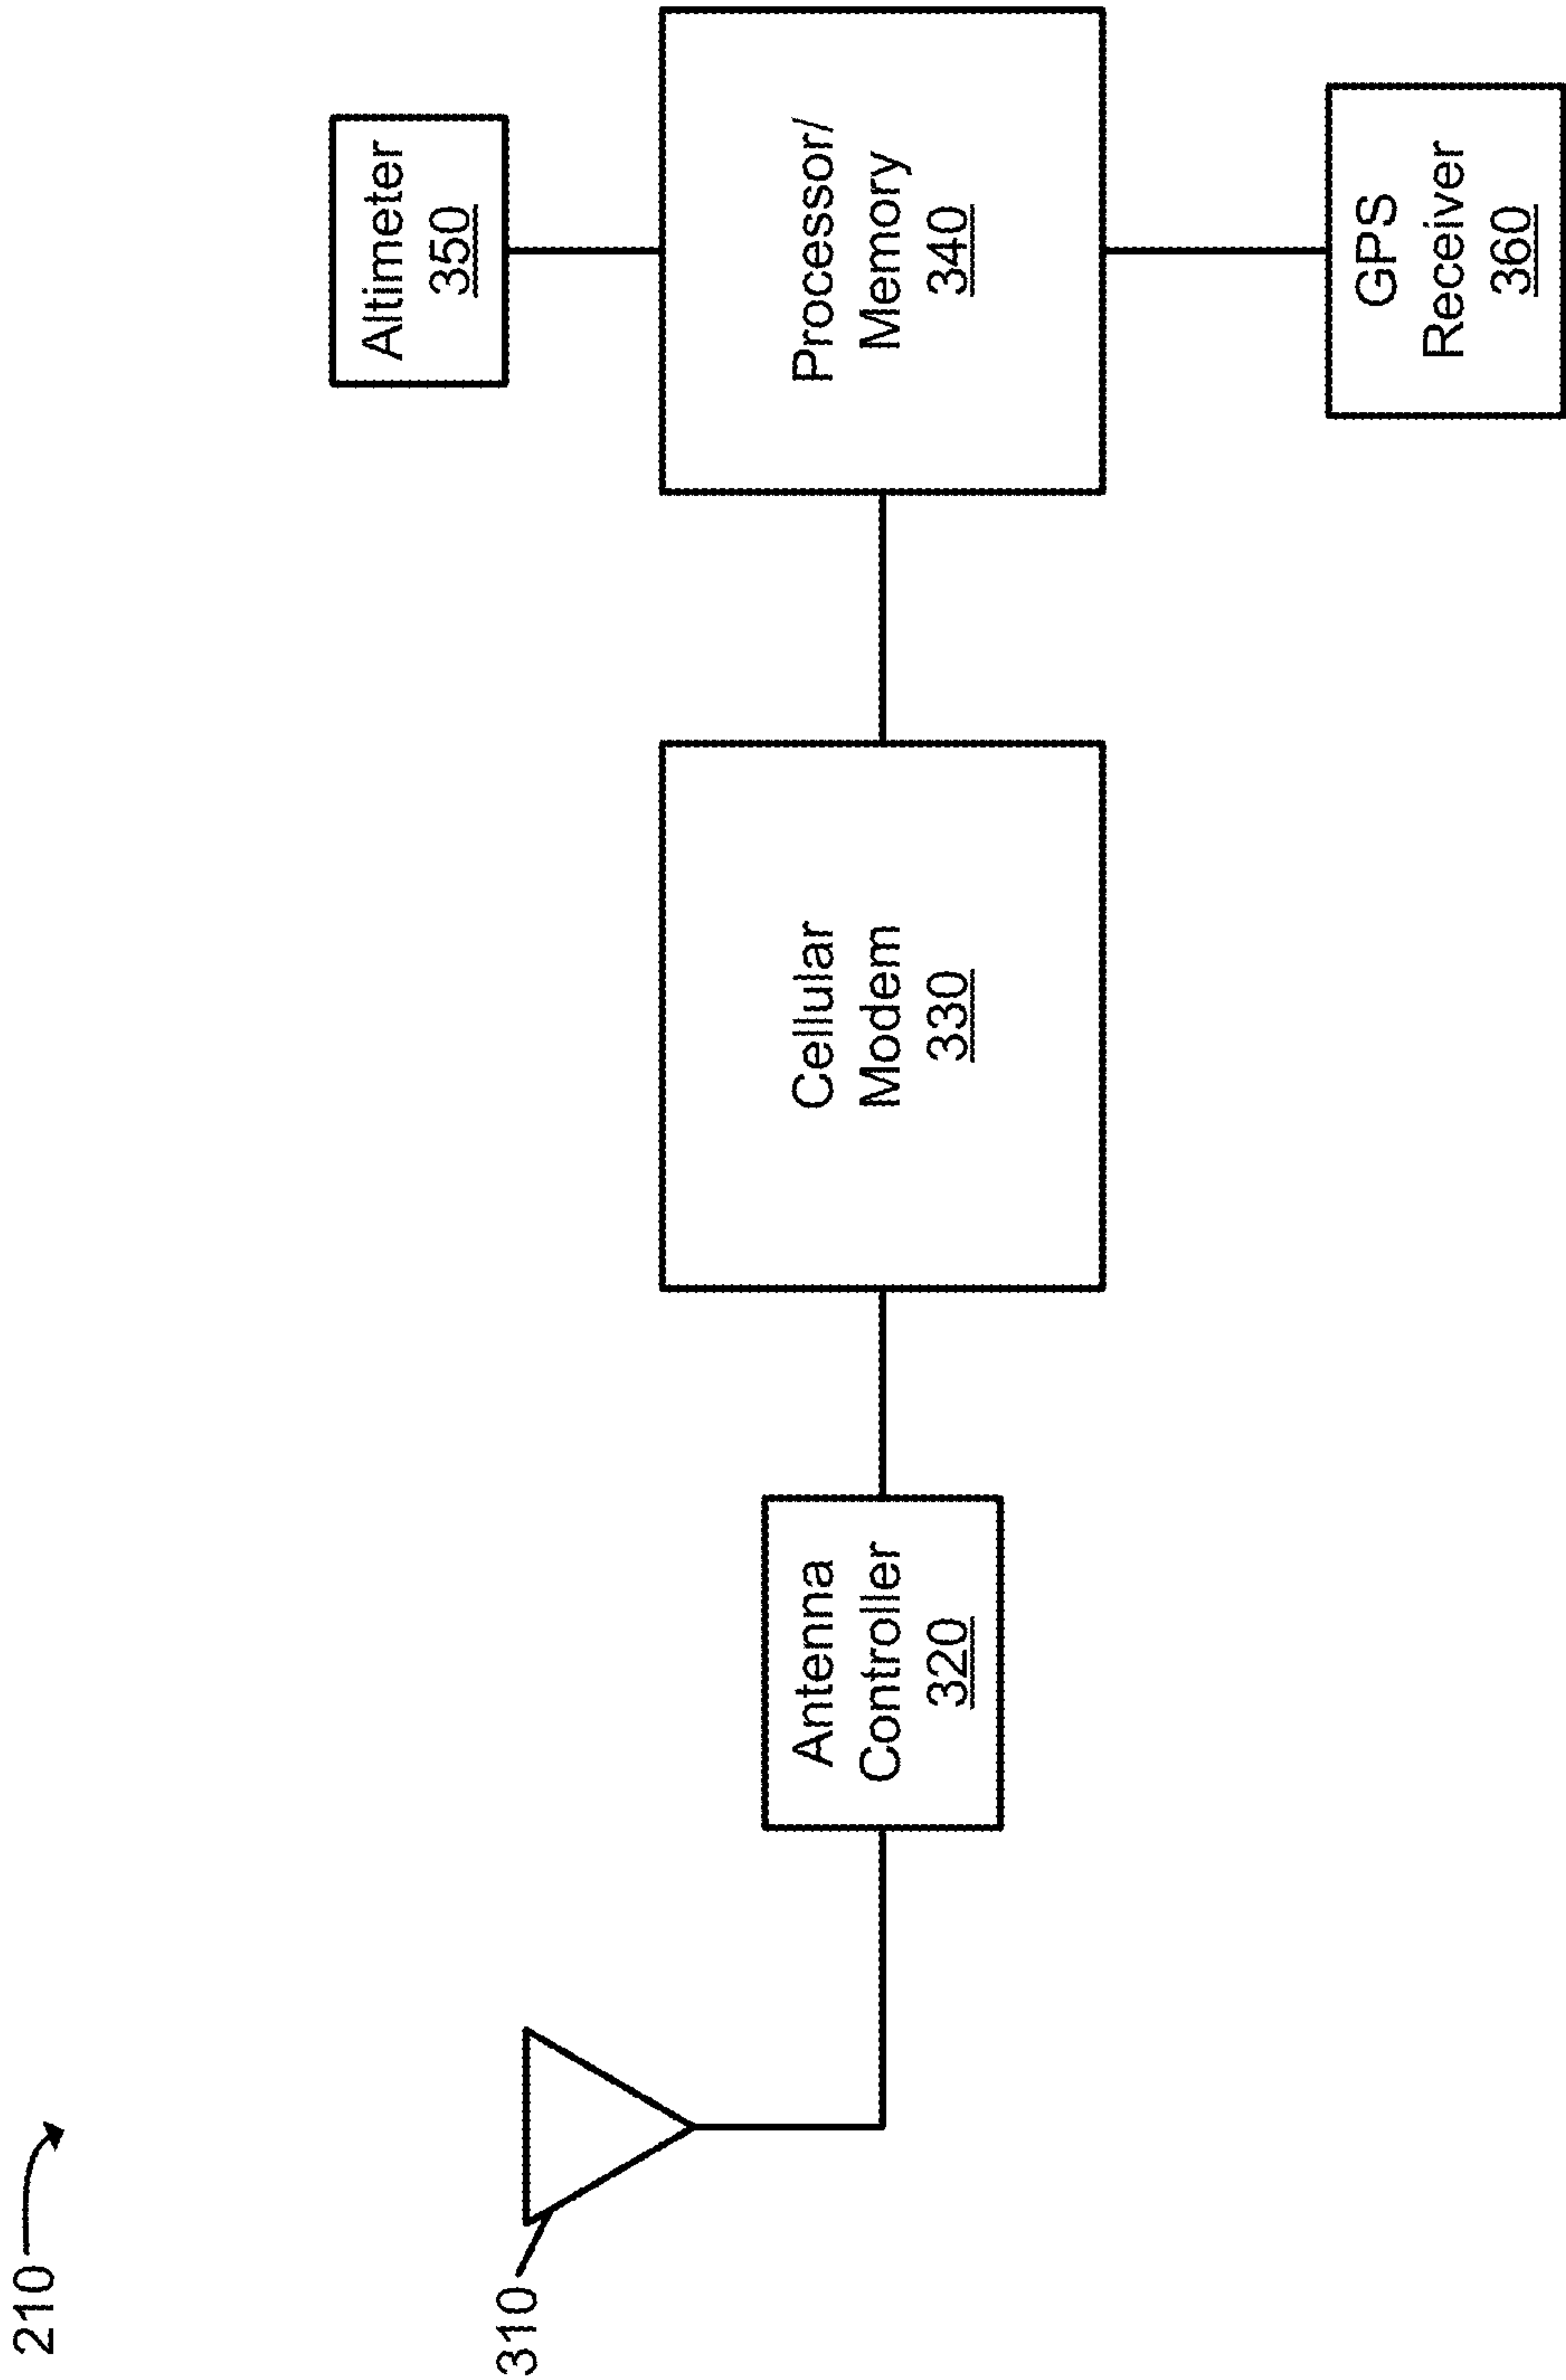 210
310
Antenna
Controller
320
Cellular
Modem
330
Altimeter
350
Processor/
Memory
340
GPS
Receiver
360